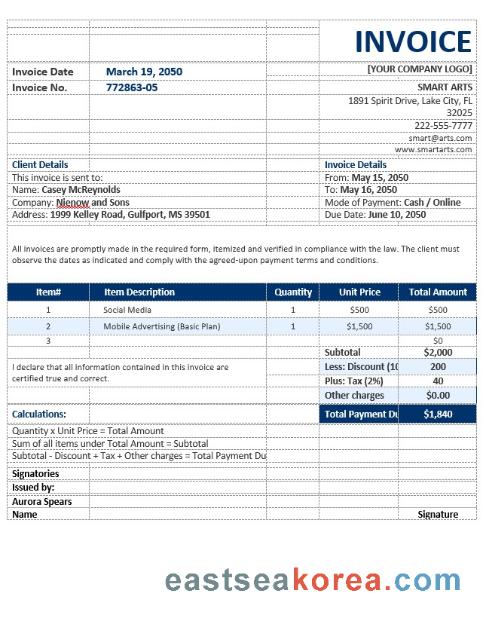 INVOICE
[YOUR COMPANY LOGO]
Invoice Date March 19, 2050
Invoice No. 772863-05
SMART ARTS
1891 Spirit Drive, Lake City, FL
32025
222-555-7777
smart@arts.com
www.smartarts.com
Client Details Invoice Details
This invoice is sent to: From: May 15, 2050
Name: Casey McReynolds To: May 16, 2050
Company: Nienow and Sons Mode of Payment: Cash / Online
Address: 1999 Kelley Road, Gulfport, MS 39501 Due Date: June 10, 2050
All invoices are promptly made in the required form, itemized and verified in compliance with the law. The client must
observe the dates as indicated and comply with the agreed-upon payment terms and conditions.
Item# Item Description Quantity Unit Price Total Amount
1 Social Media 1 $500 $500
2 Mobile Advertising (Basic Plan) 1 $1,500 $1,500
3 $0
Subtotal $2,000
I declare that all information contained in this invoice are
certified true and correct.
Less: Discount (10 200
Plus: Tax (2%) 40
Other charges $0.00
Calculations: Total Payment Du $1,840
Quantity x Unit Price = Total Amount
Sum of all items under Total Amount = Subtotal
Subtotal - Discount + Tax + Other charges = Total Payment Du
Signatories
Issued by:
Aurora Spears
Name Signature
eastseakorea.com